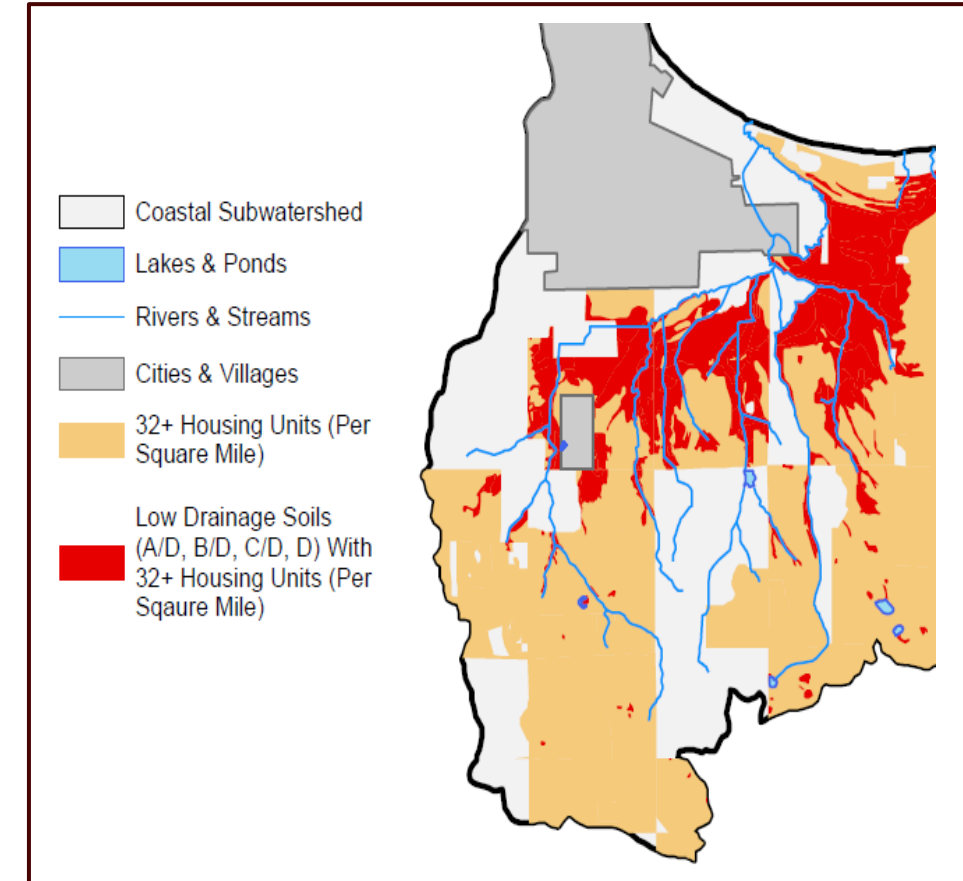 Coastal Subwatershed
Lakes & Ponds
Rivers & Streams
Cities & Villages
32+ Housing Units (Per
Square Mile)
Low Drainage Soils
(A/D, B/D, C/D, D) With
32+ Housing Units (Per
Sqaure Mile)